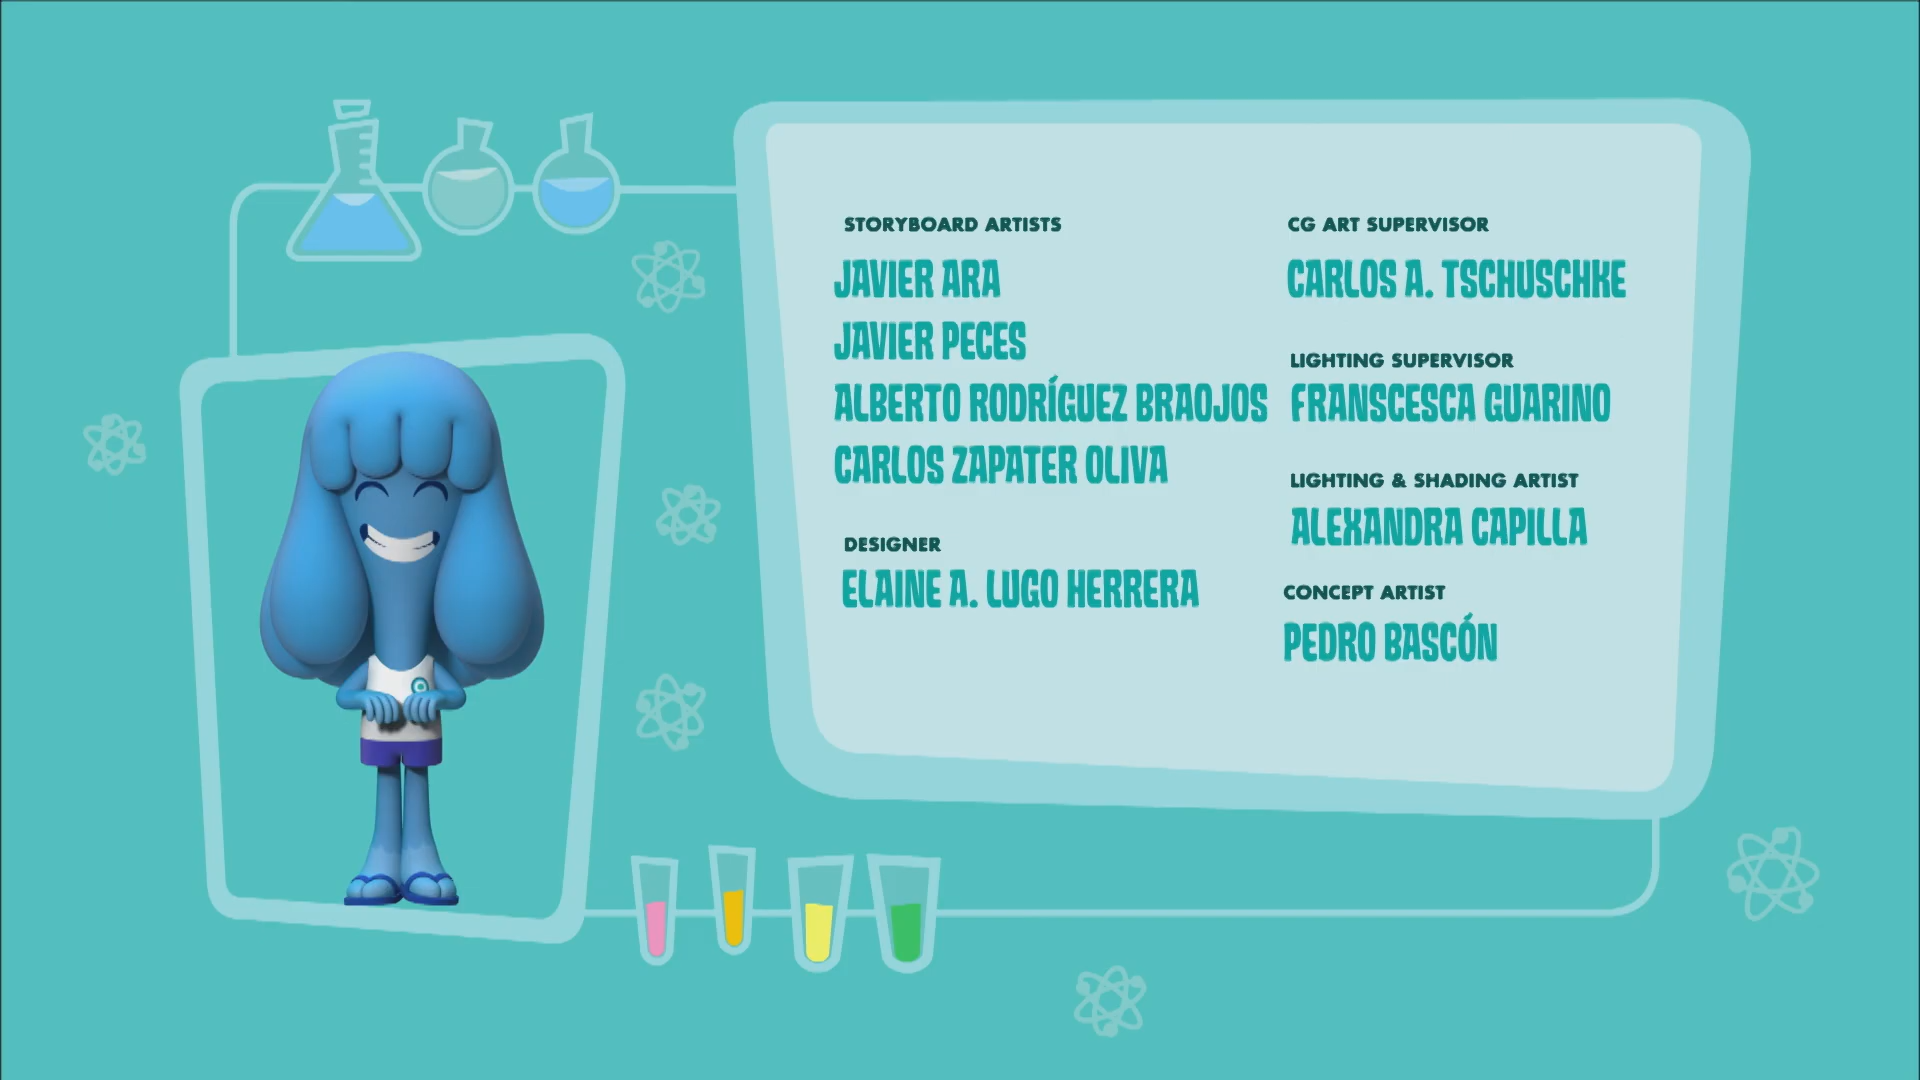 STORYBOARD ARTISTS
JAVIER ARA
JAVIER PECES
ALBERTO RODRÍGUEZ BRAOJOS
CARLOS ZAPATER OLIVA
DESIGNER
ELAINE A. LUGO HERRERA
CG ART SUPERVISOR
CARLOS A. TSCHUSCHKE
LIGHTING SUPERVISOR
FRANSCESCA GUARINO
LIGHTING & SHADING ARTIST
ALEXANDRA CAPILLA
CONCEPT ARTIST
PEDRO BASCÓN